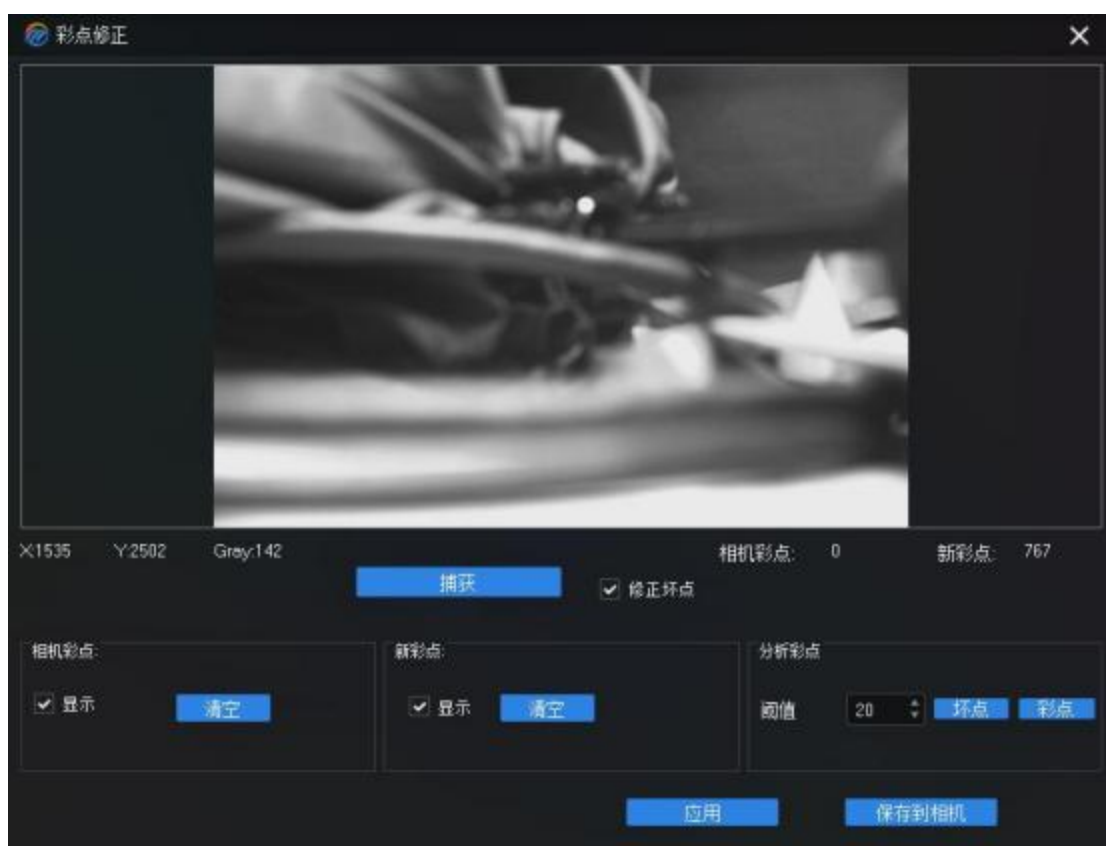 彩点修正
X1535 Y:2502 Grey:142 相机彩点: 0 新彩点: 767
捕获 修正坏点
相机彩点: 新彩点: 分析彩点
显示 清空 显示 清空 阈值 20 坏点 彩点
应用 保存到相机